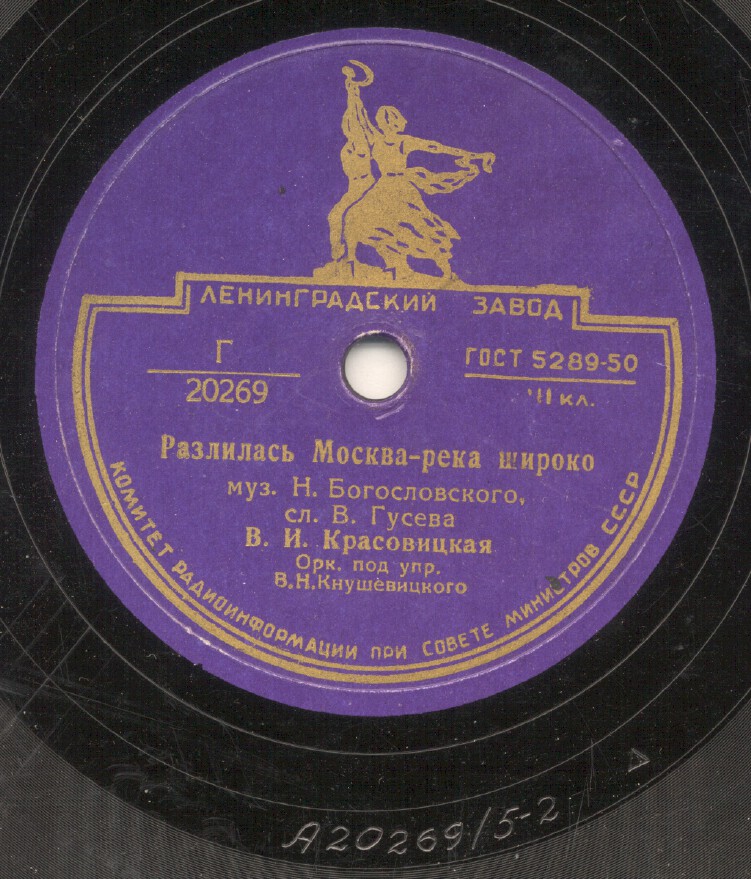 ЛЕНИНГРАДСКИЙ ЗАВОД
Г
20269
ГОСТ 5289-50
III кл.
Разлилась Москва-река широко
муз. Н. Богословского,
сл. В. Гусева
В. И. Красовицкая
Орк. под упр.
В.Н.Кнушевицкого
КОМИТЕТ РАДИОИНФОРМАЦИИ ПРИ СОВЕТЕ МИНИСТРОВ СССР
А20269/5-2